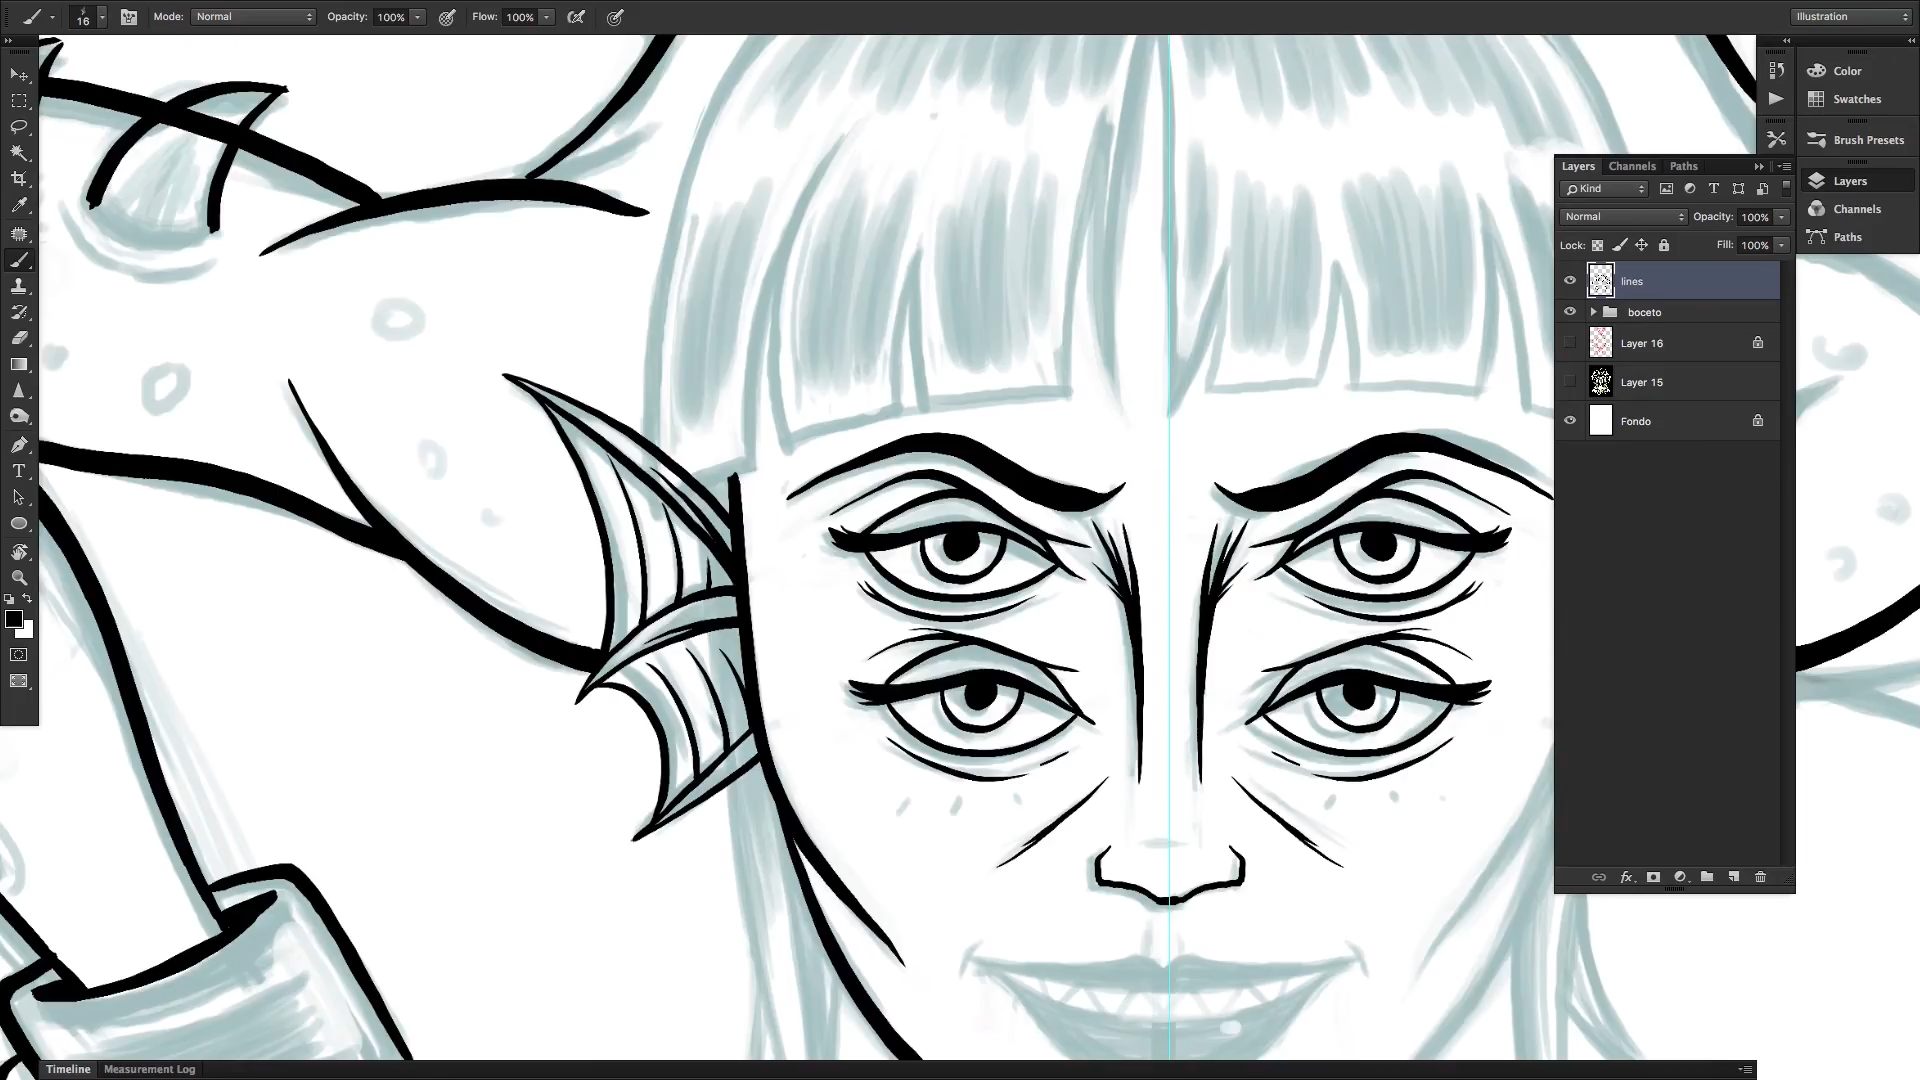 16 Mode: Normal Opacity: 100% Flow: 100% Illustration
Color
Swatches
Brush Presets
Layers
Channels
Paths
Layers Channels Paths
Kind
Normal Opacity: 100%
Lock: Fill: 100%
lines
boceto
Layer 16
Layer 15
Fondo
fx
Timeline Measurement Log